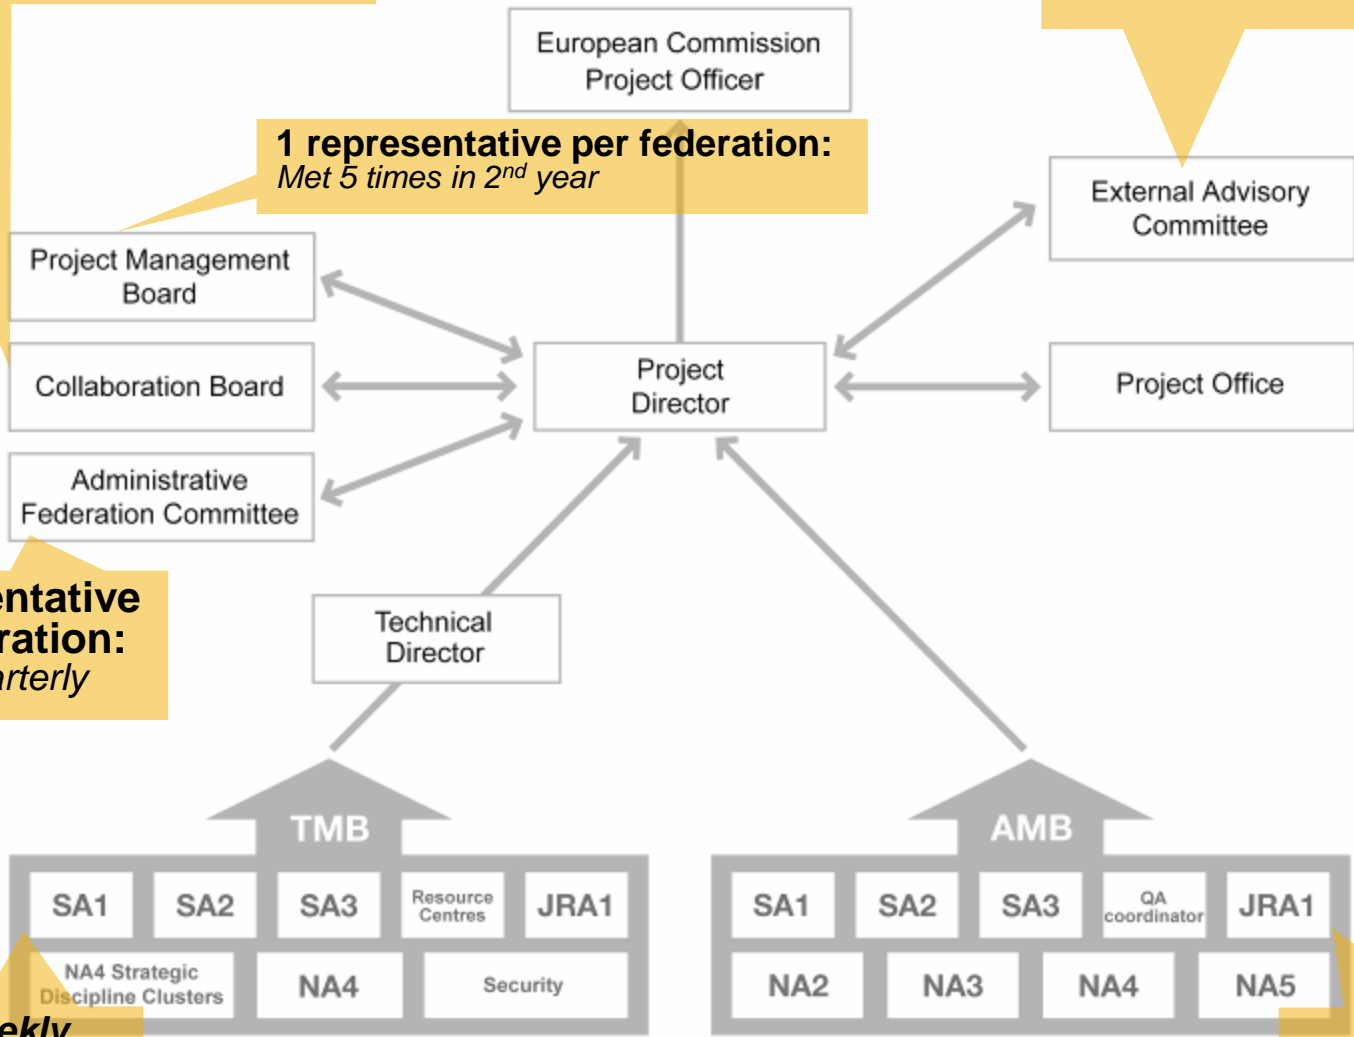 European Commission
Project Officer
1 representative per federation:
Met 5 times in 2nd year
External Advisory
Committee
Project Management
Board
Project
Director
Collaboration Board
Project Office
Administrative
Federation Committee
entative
ration:
arterly
Technical
Director
TMB
AMB
SA1
SA2
SA3
Resource
Centres
JRA1
NA4 Strategic
Discipline Clusters
NA4
Security
SA1
SA2
SA3
QA
coordinator
JRA1
NA2
NA3
NA4
NA5
ekly